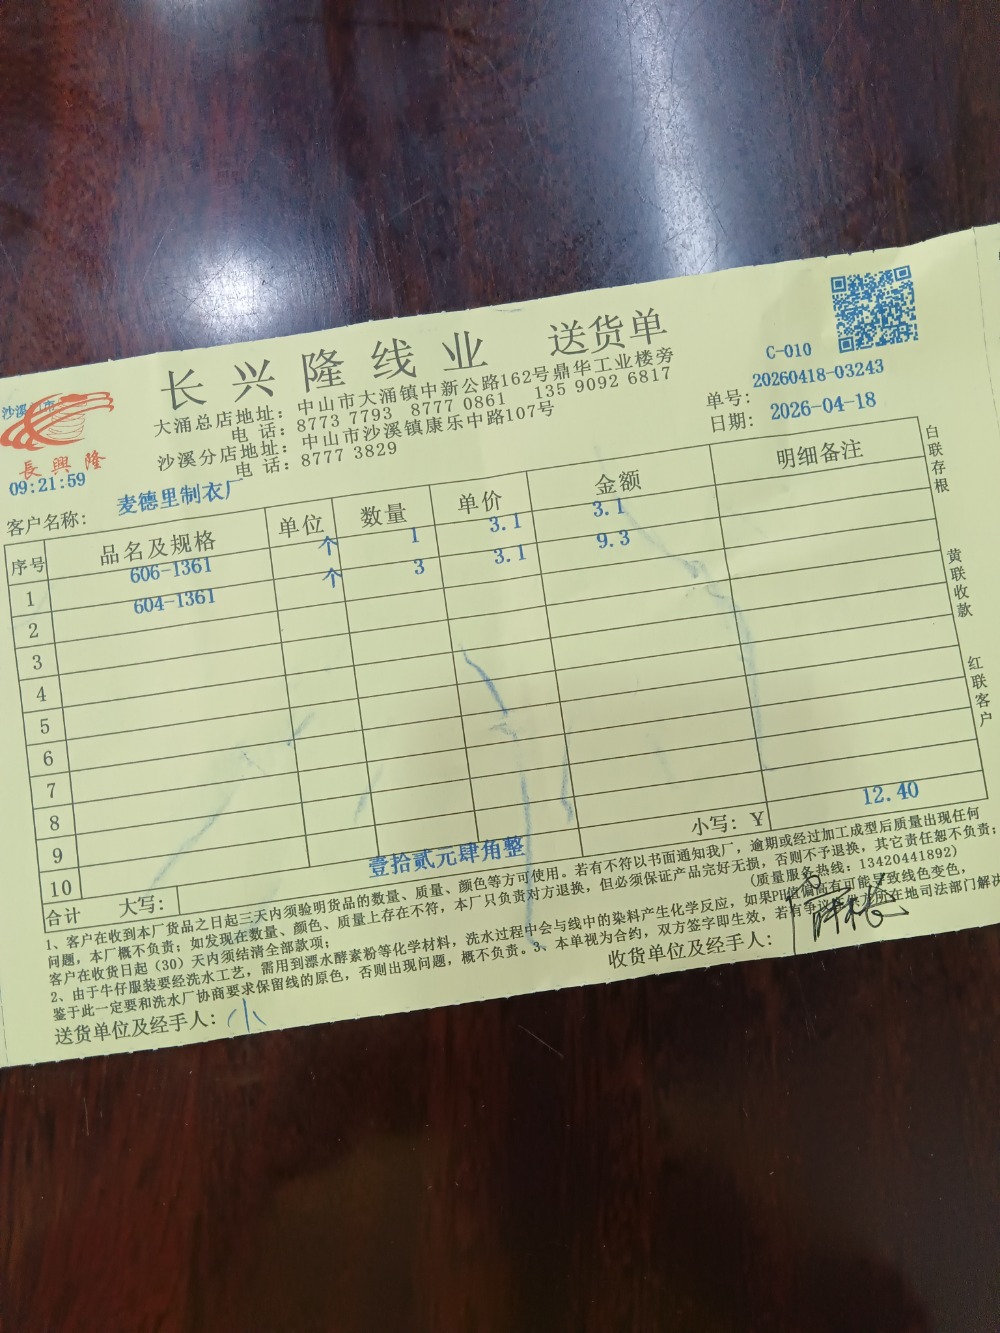 长兴隆线业 送货单
大涌总店地址：中山市大涌镇中新公路162号鼎华工业楼旁
电 话：8773 7793 8777 0861 135 9092 6817
沙溪分店地址：中山市沙溪镇康乐中路107号
电 话：8777 3829
長興隆
C-010
单号：20260418-03243
日期：2026-04-18
09:21:59
客户名称：麦德里制衣厂
序号 品名及规格 单位 数量 单价 金额 明细备注
1 606-1361 个 1 3.1 3.1
2 604-1361 个 3 3.1 9.3
3
4
5
6
7
8
9
10
合计 大写：壹拾贰元肆角整 小写：¥ 12.40
白联存根
黄联收款
红联客户
1、客户在收到本厂货品之日起三天内须验明货品的数量、质量、颜色等方可使用。若有不符以书面通知我厂，逾期或经过加工成型后质量出现任何
问题，本厂概不负责；如发现在数量、颜色、质量上存在不符，本厂只负责对方退换，但必须保证产品完好无损，否则不予退换，其它责任恕不负责；
客户在收货日起（30）天内须结清全部款项；（质量服务热线：13420441892）
2、由于牛仔服装要经洗水工艺，需用到漂水酵素粉等化学材料，洗水过程中会与线中的染料产生化学反应，如果PH值偏高有可能导致线色变色，
鉴于此一定要和洗水厂协商要求保留线的原色，否则出现问题，概不负责。3、本单视为合约，双方签字即生效，若有争议在供方所在地司法部门解决
送货单位及经手人：小
收货单位及经手人：